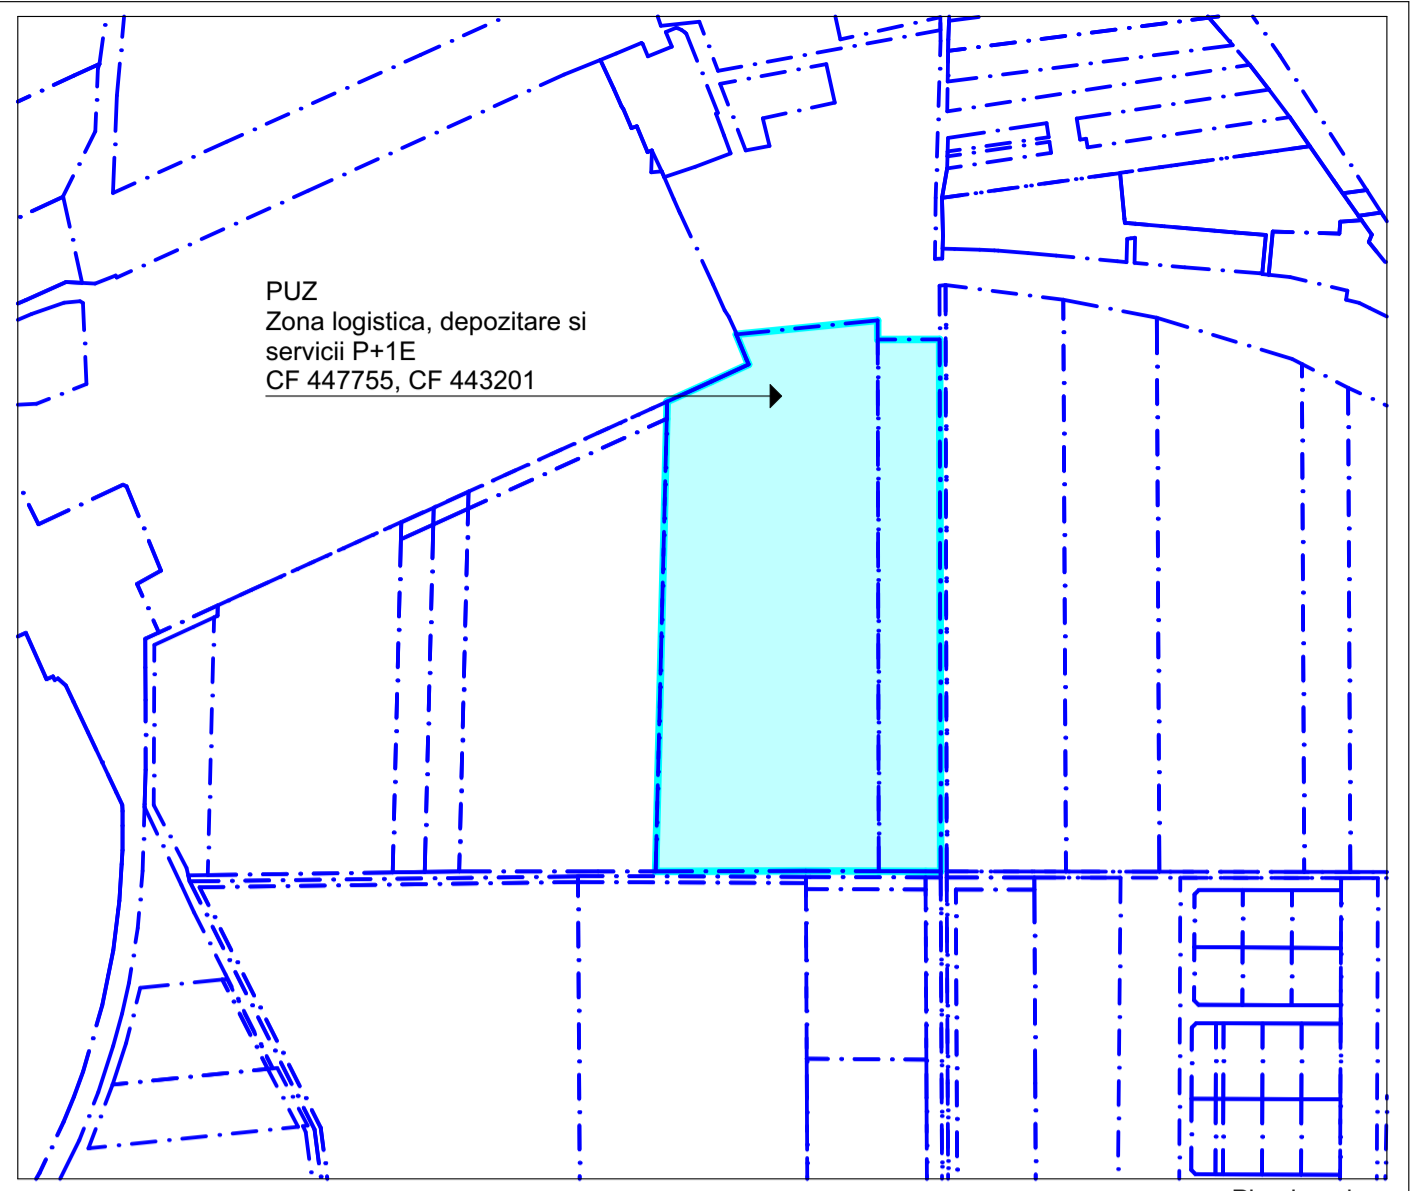 PUZ
Zona logistica, depozitare si
servicii P+1E
CF 447755, CF 443201